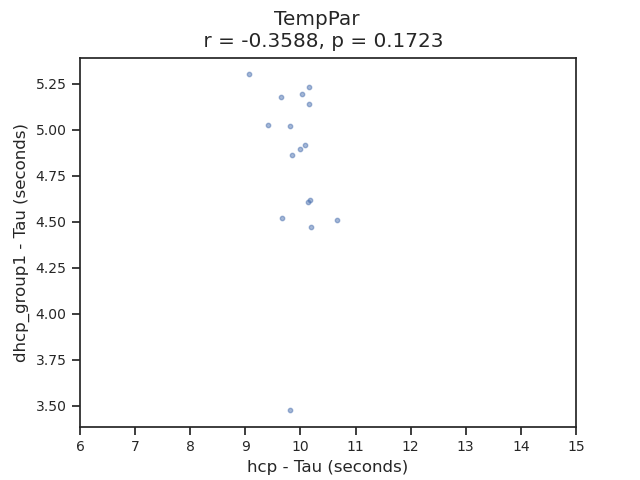 TempPar
r = -0.3588, p = 0.1723
5.25
5.00
4.75
4.50
4.25
4.00
3.75
3.50
dhcp_group1 - Tau (seconds)
6 7 8 9 10 11 12 13 14 15
hcp - Tau (seconds)